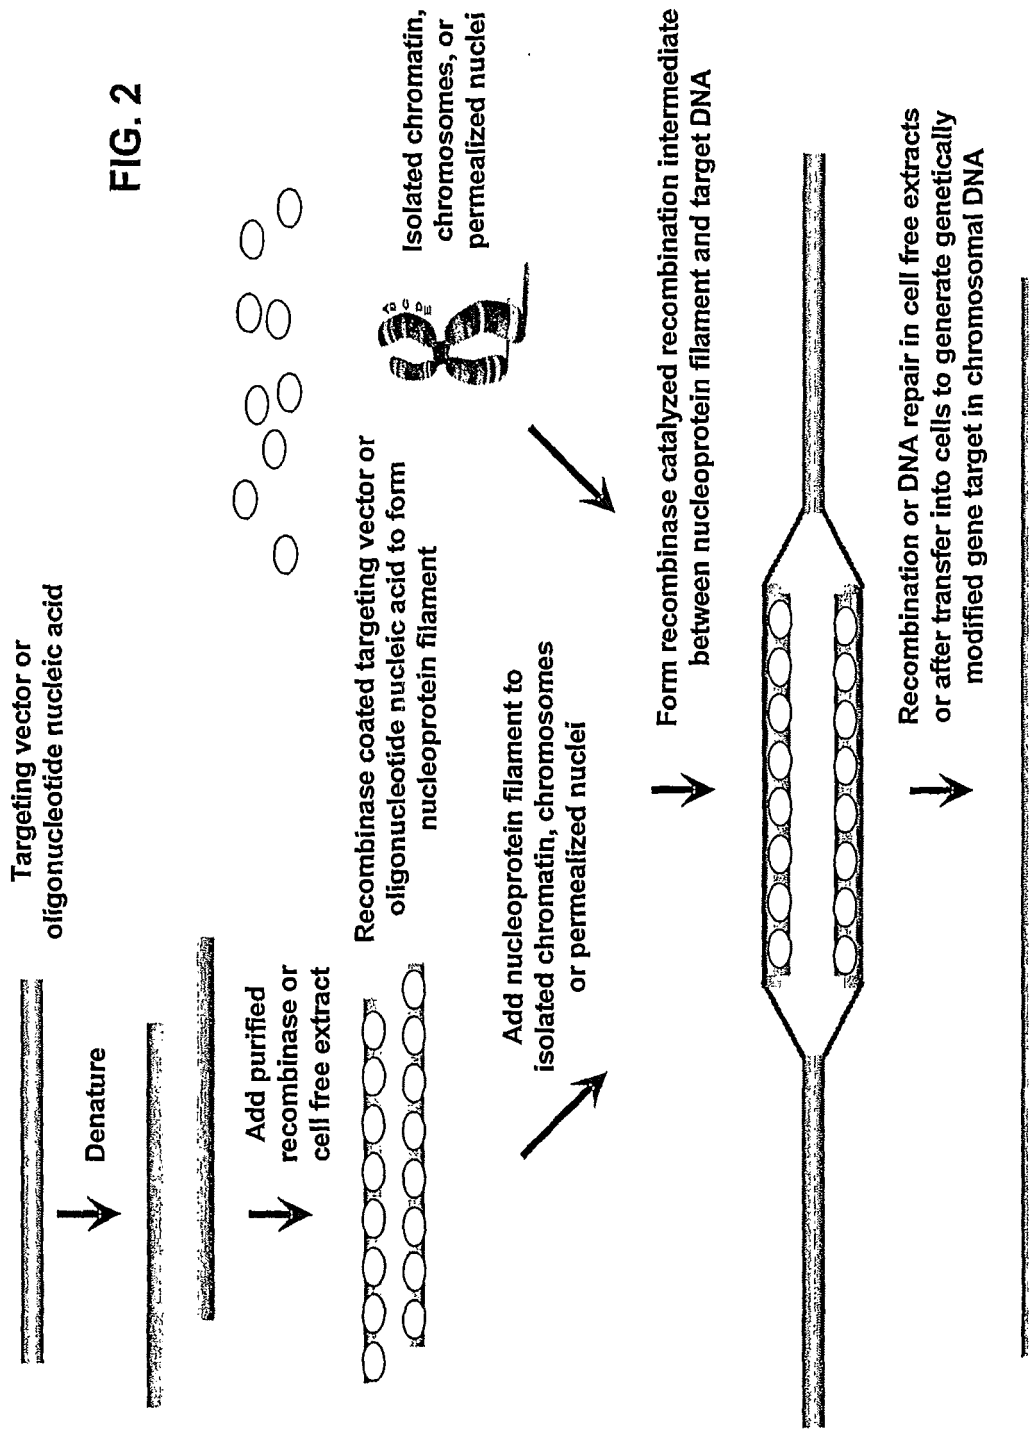 FIG. 2
Targeting vector or
oligonucleotide nucleic acid
Denature
Add purified
recombinase or
cell free extract
Recombinase coated targeting vector or
oligonucleotide nucleic acid to form
nucleoprotein filament
Isolated chromatin,
chromosomes, or
permealized nuclei
Add nucleoprotein filament to
isolated chromatin, chromosomes
or permealized nuclei
Form recombinase catalyzed recombination intermediate
between nucleoprotein filament and target DNA
Recombination or DNA repair in cell free extracts
or after transfer into cells to generate genetically
modified gene target in chromosomal DNA